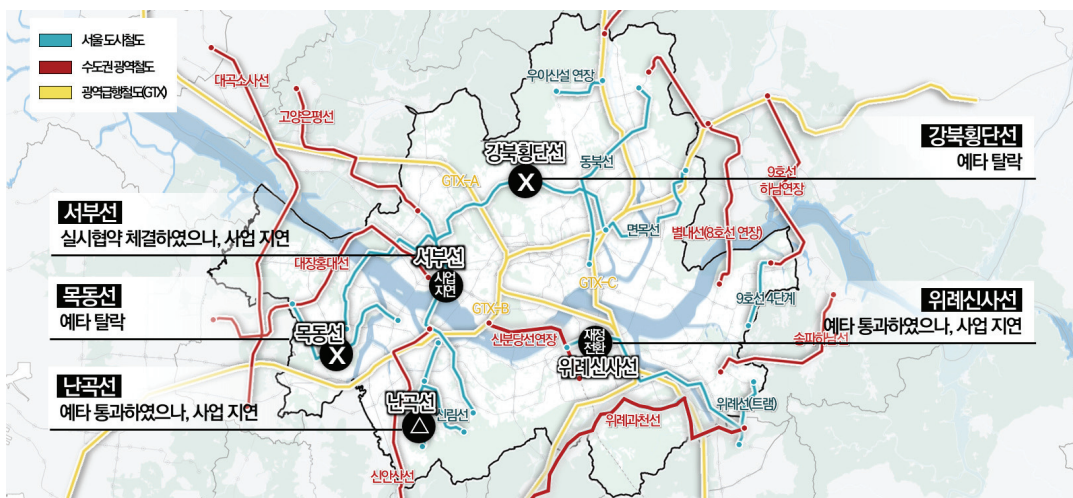 서울 도시철도
수도권 광역철도
광역급행철도(GTX)
대곡소사선
고양은평선
우이신설 연장
강북횡단선
동북선
GTX-A
강북횡단선
예타 탈락
9호선
하남연장
서부선
실시협약 체결하였으나, 사업 지연
면목선
별내선(8호선 연장)
대장홍대선
서부선
사업
지연
GTX-C
GTX-B
9호선 4단계
목동선
예타 탈락
목동선
X
X
신분당선연장
재정
전환
위례신사선
위례신사선
예타 통과하였으나, 사업 지연
송파하남선
난곡선
예타 통과하였으나, 사업 지연
난곡선
신림선
위례과천선
위례선(트램)
신안산선